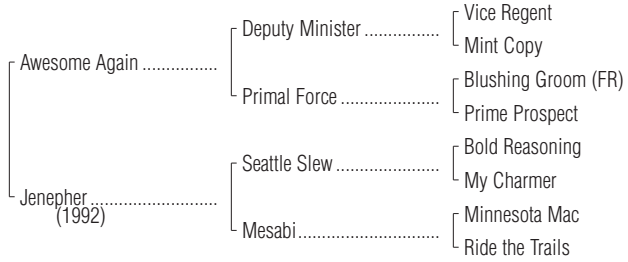 Vice Regent
Deputy Minister ..................
Mint Copy
Awesome Again ................
Blushing Groom (FR)
Primal Force .....................
Prime Prospect
Bold Reasoning
Seattle Slew ......................
My Charmer
Jenepher ...........................
(1992)
Minnesota Mac
Mesabi ..............................
Ride the Trails